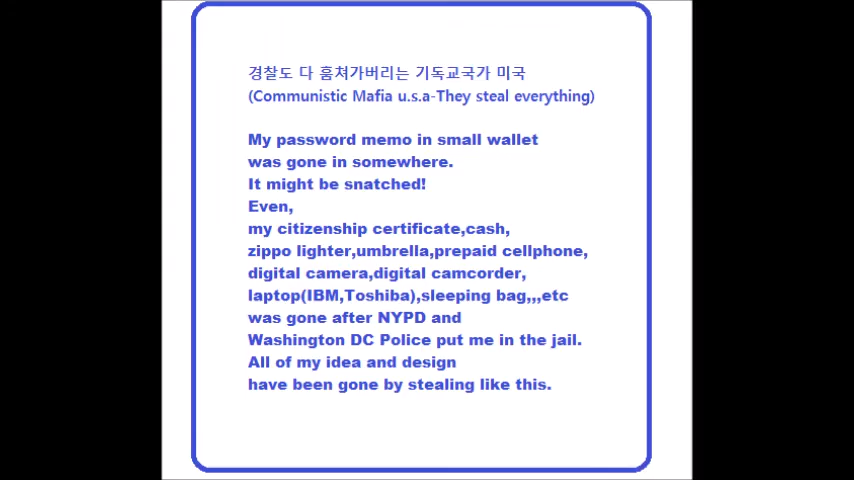 경찰도 다 훔쳐가버리는 기독교국가 미국
(Communistic Mafia u.s.a-They steal everything)
My password memo in small wallet
was gone in somewhere.
It might be snatched!
Even,
my citizenship certificate,cash,
zippo lighter,umbrella,prepaid cellphone,
digital camera,digital camcorder,
laptop(IBM,Toshiba),sleeping bag,,,etc
was gone after NYPD and
Washington DC Police put me in the jail.
All of my idea and design
have been gone by stealing like this.